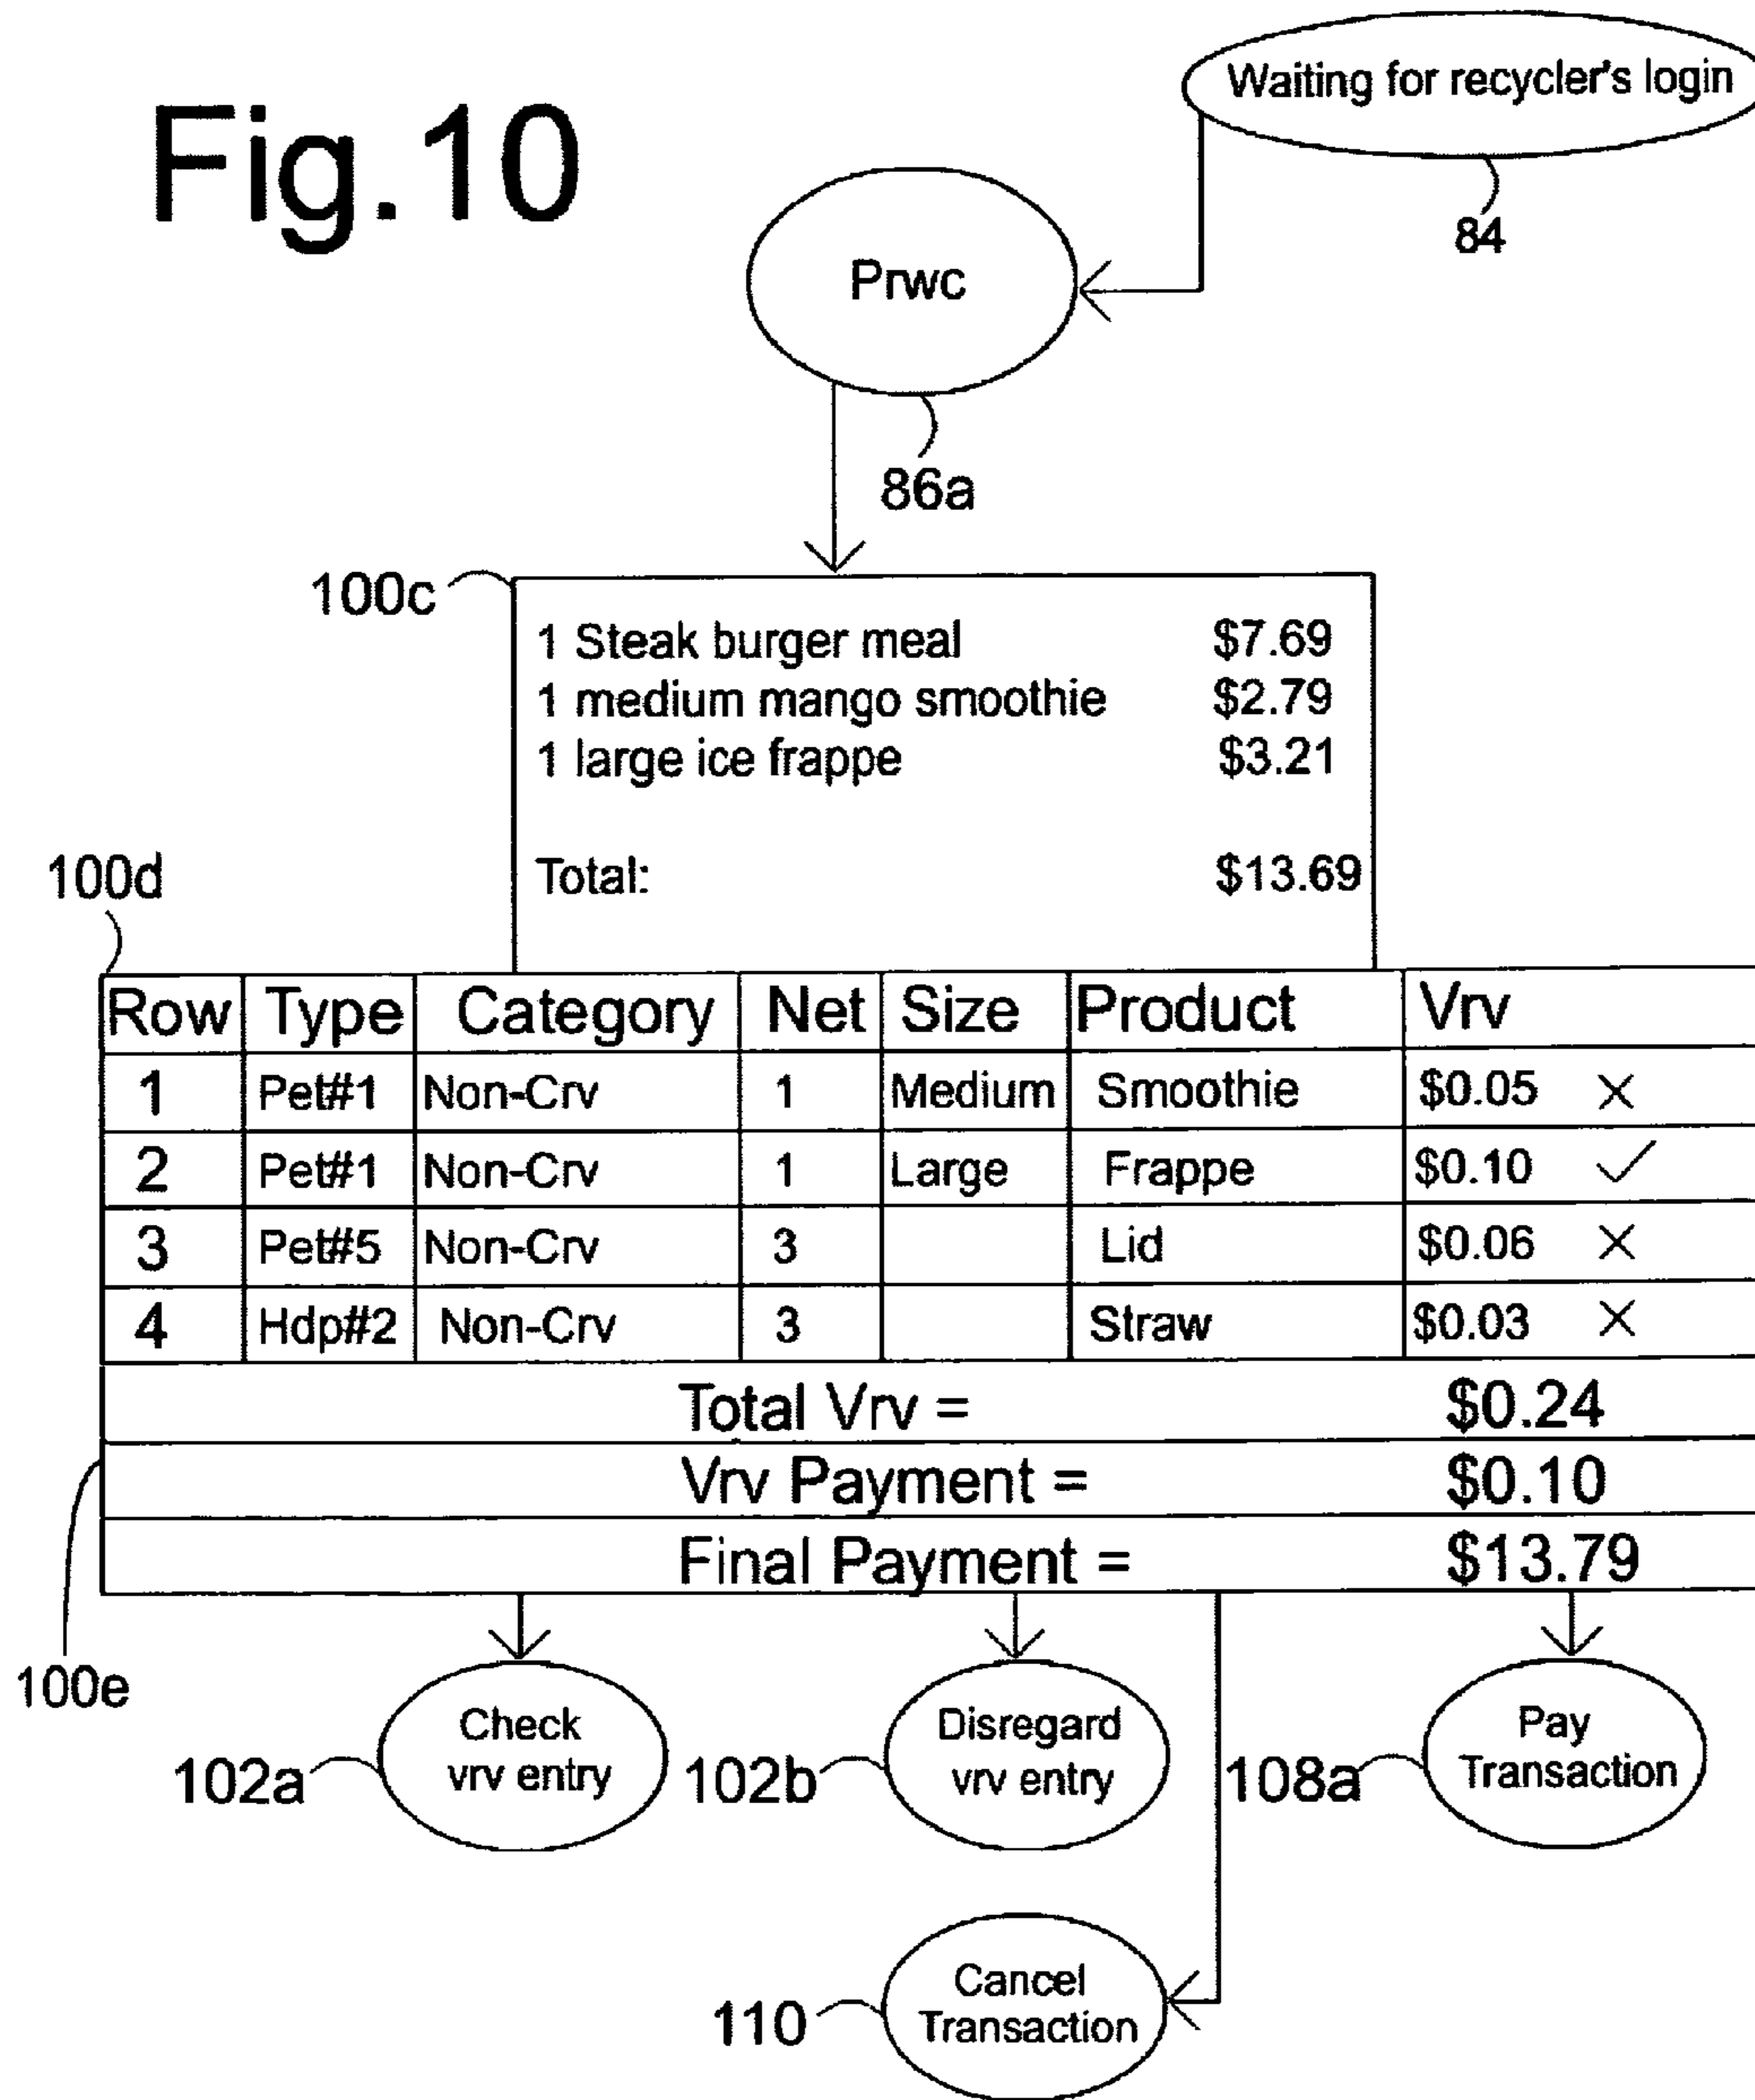 Fig.10
Waiting for recycler's login
84
Prwc
86a
100c
1 Steak burger meal $7.69
1 medium mango smoothie $2.79
1 large ice frappe $3.21
Total: $13.69
100d
Row Type Category Net Size Product Vrv
1 Pet#1 Non-Crv 1 Medium Smoothie $0.05 ×
2 Pet#1 Non-Crv 1 Large Frappe $0.10 ✓
3 Pet#5 Non-Crv 3 Lid $0.06 ×
4 Hdp#2 Non-Crv 3 Straw $0.03 ×
Total Vrv = $0.24
Vrv Payment = $0.10
Final Payment = $13.79
100e
Check
vrv entry
102a
Disregard
vrv entry
102b
Pay
Transaction
108a
Cancel
Transaction
110